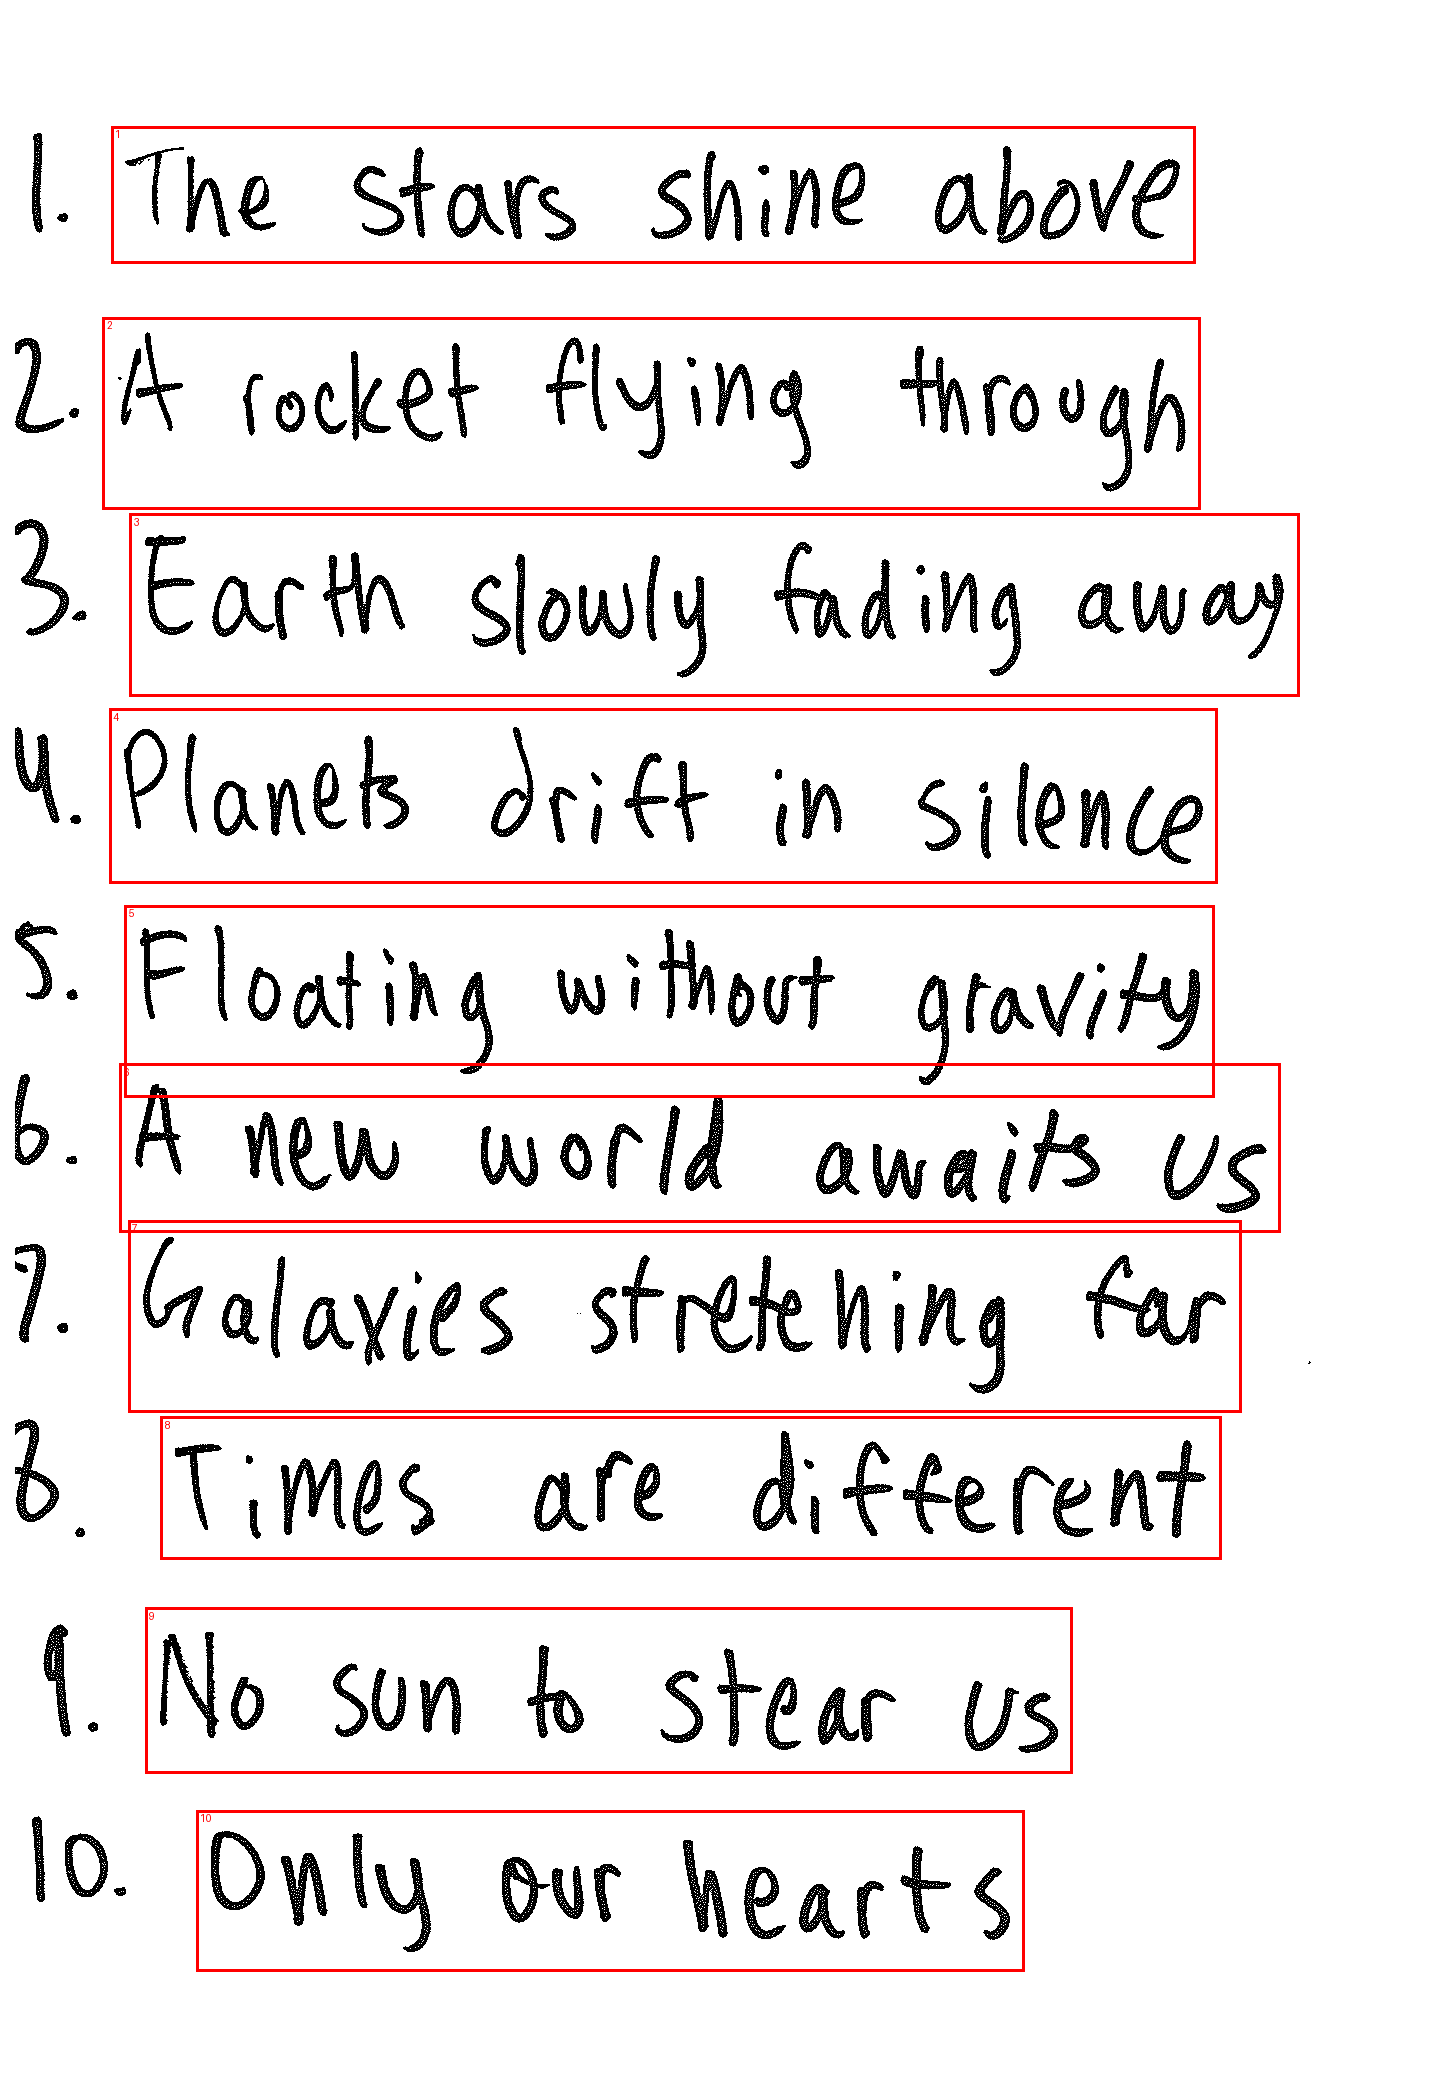 1. The stars shine above
2. A rocket flying through
3. Earth slowly fading away
4. Planets drift in silence
5. Floating without gravity
6. A new world awaits us
7. Galaxies stretching far
8. Times are different
9. No sun to stear us
10. Only our hearts